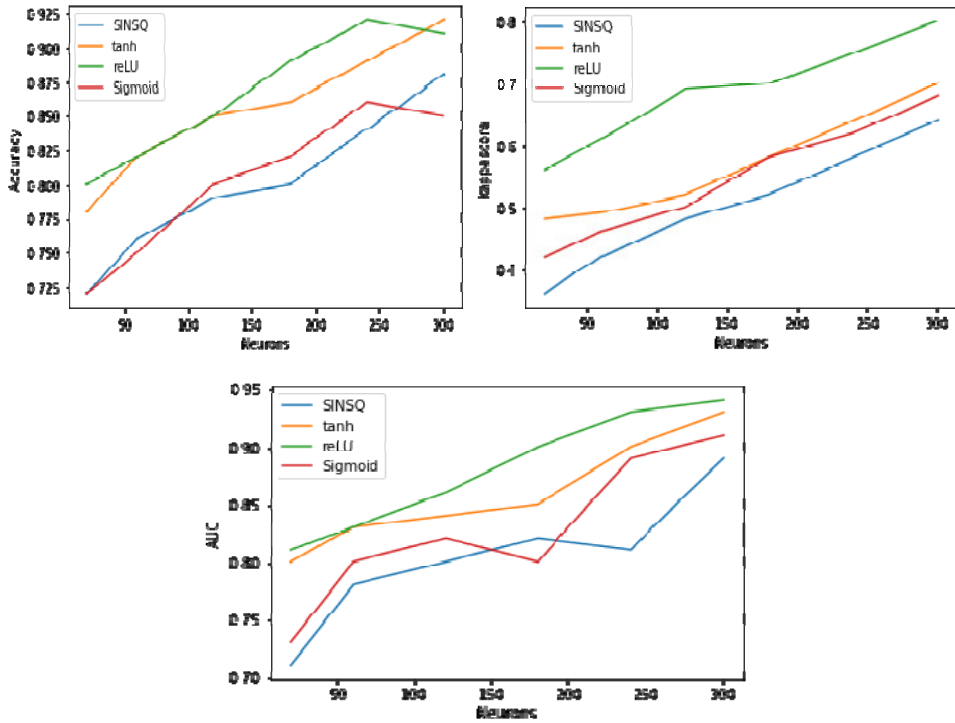 0.925
0.900
0.875
0.850
0.825
0.800
0.775
0.750
0.725
Accuracy
SINSQ
tanh
reLU
Sigmoid
100
150
200
250
300
Neurons
0.8
0.7
0.6
0.5
0.4
SINSQ
tanh
reLU
Sigmoid
100
150
200
250
300
Neurons
0.95
0.90
0.85
0.80
0.75
0.70
AUC
SINSQ
tanh
reLU
Sigmoid
100
150
200
250
300
Neurons